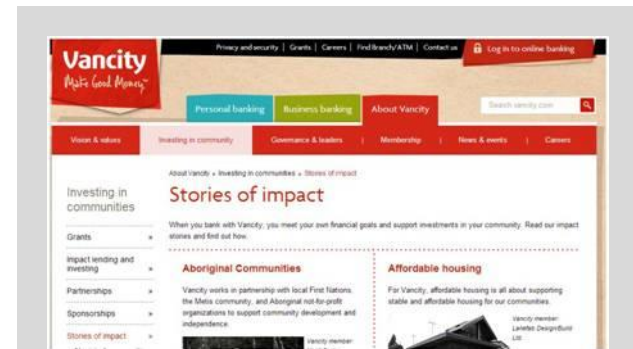 Privacy and security | Grants | Careers | Find Branch/ATM | Contact us
Log in to online banking
Vancity
Make Good Money™
Personal banking
Business banking
About Vancity
Search vancity.com
Vision & values
Investing in community
Governance & leaders
Membership
News & events
Careers
About Vancity » Investing in communities » Stories of impact
Investing in
communities
Stories of impact
When you bank with Vancity, you meet your own financial goals and support investments in your community. Read our impact
stories and find out how.
Grants »
Impact lending and
investing »
Partnerships »
Sponsorships »
Stories of impact »
Aboriginal Communities
Vancity works in partnership with local First Nations,
the Metis community, and Aboriginal not-for-profit
organizations to support community development and
independence.
Vancity member:
Affordable housing
For Vancity, affordable housing is all about supporting
stable and affordable housing for our communities.
Vancity member:
Lanefab Design/Build
Ltd.